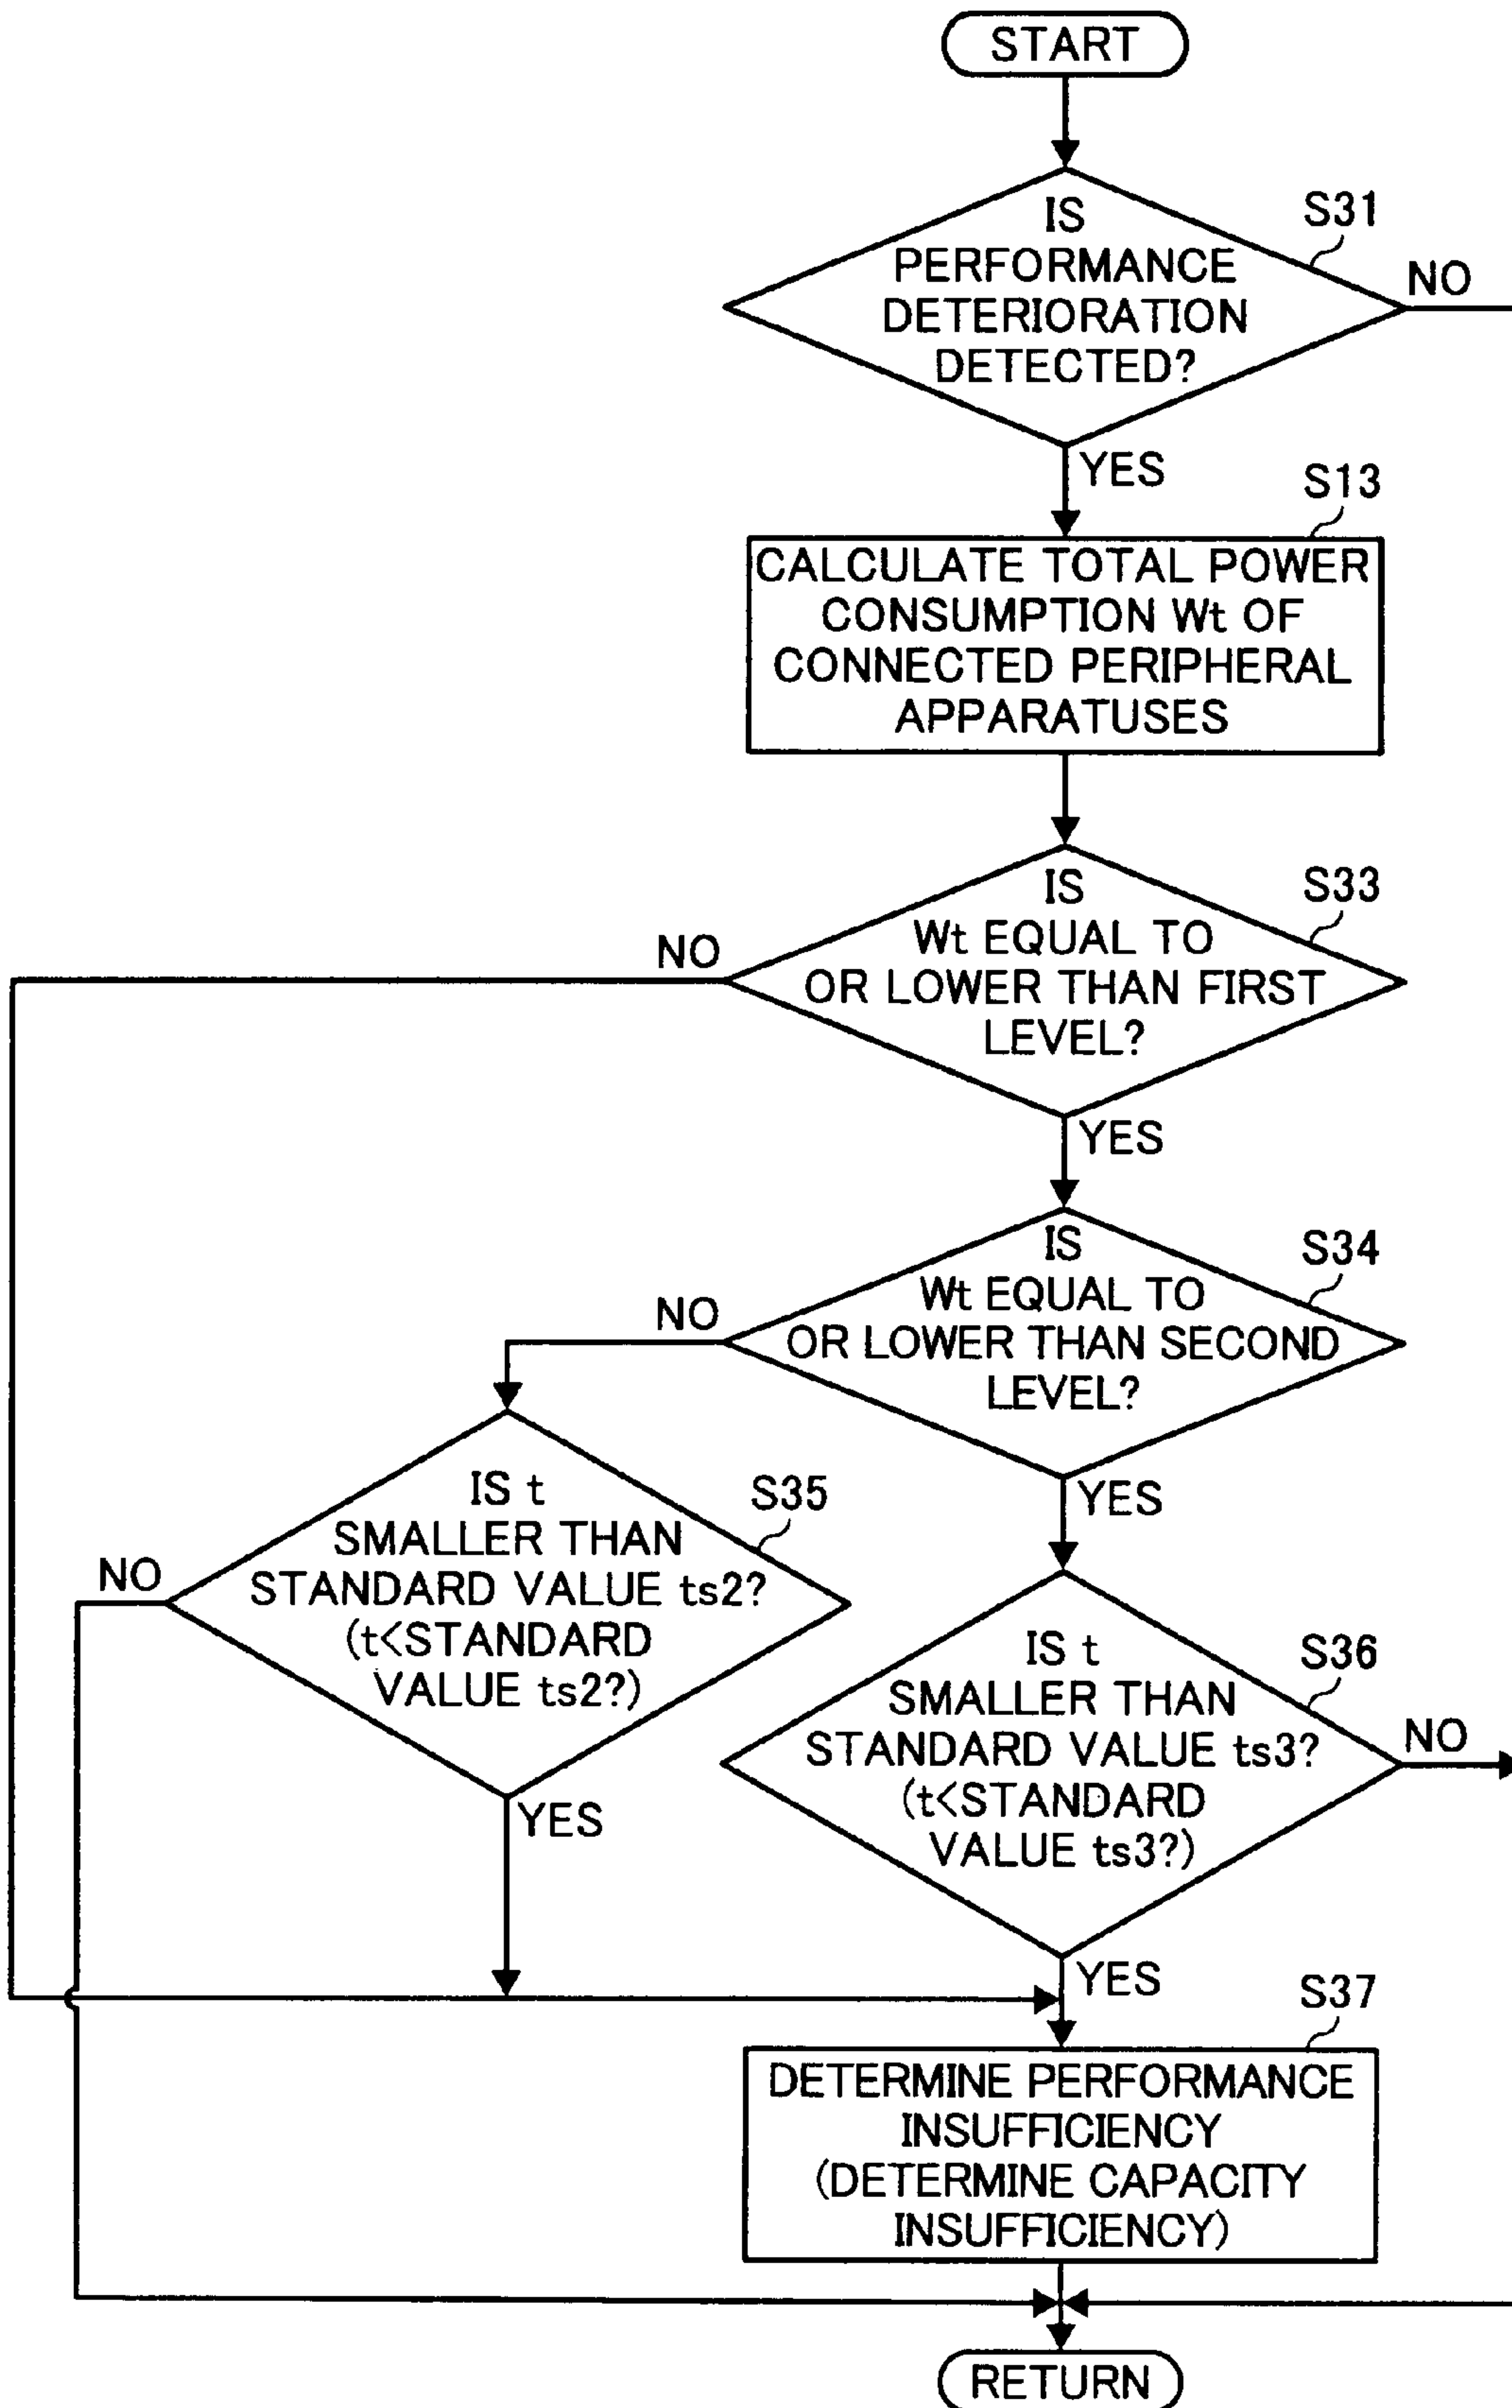 START
IS
PERFORMANCE
DETERIORATION
DETECTED?
S31
NO
YES
S13
CALCULATE TOTAL POWER
CONSUMPTION Wt OF
CONNECTED PERIPHERAL
APPARATUSES
IS
Wt EQUAL TO
OR LOWER THAN FIRST
LEVEL?
S33
NO
YES
IS
Wt EQUAL TO
OR LOWER THAN SECOND
LEVEL?
S34
NO
YES
IS t
SMALLER THAN
STANDARD VALUE ts2?
(t<STANDARD
VALUE ts2?)
S35
NO
YES
IS t
SMALLER THAN
STANDARD VALUE ts3?
(t<STANDARD
VALUE ts3?)
S36
NO
YES
S37
DETERMINE PERFORMANCE
INSUFFICIENCY
(DETERMINE CAPACITY
INSUFFICIENCY)
RETURN